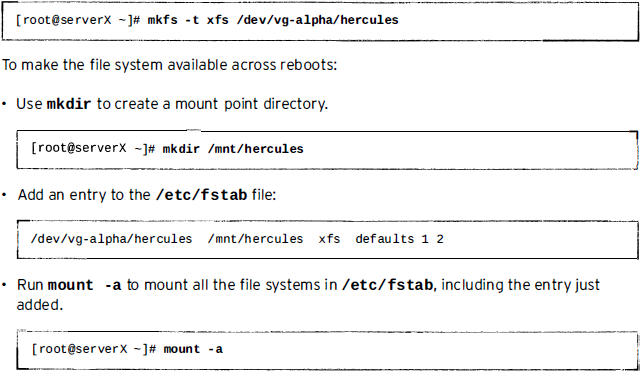 [root@serverX ~]# mkfs -t xfs /dev/vg-alpha/hercules
To make the file system available across reboots:
• Use mkdir to create a mount point directory.
[root@serverX ~]# mkdir /mnt/hercules
• Add an entry to the /etc/fstab file:
/dev/vg-alpha/hercules  /mnt/hercules  xfs  defaults 1 2
• Run mount -a to mount all the file systems in /etc/fstab, including the entry just
added.
[root@serverX ~]# mount -a